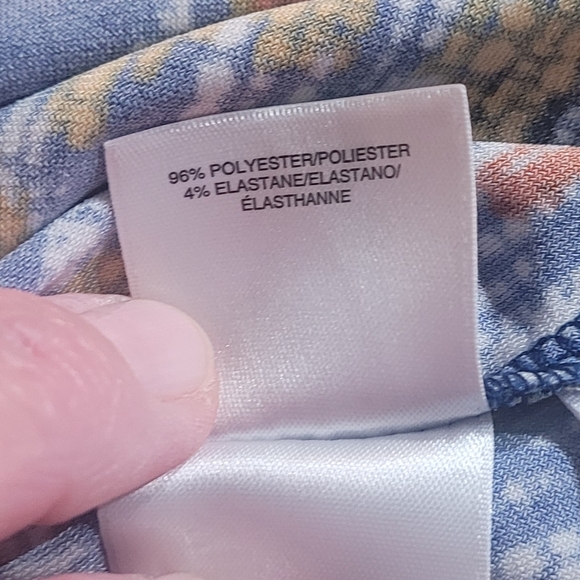 96% POLYESTER/POLIESTER
4% ELASTANE/ELASTANO/
ÉLASTHANNE